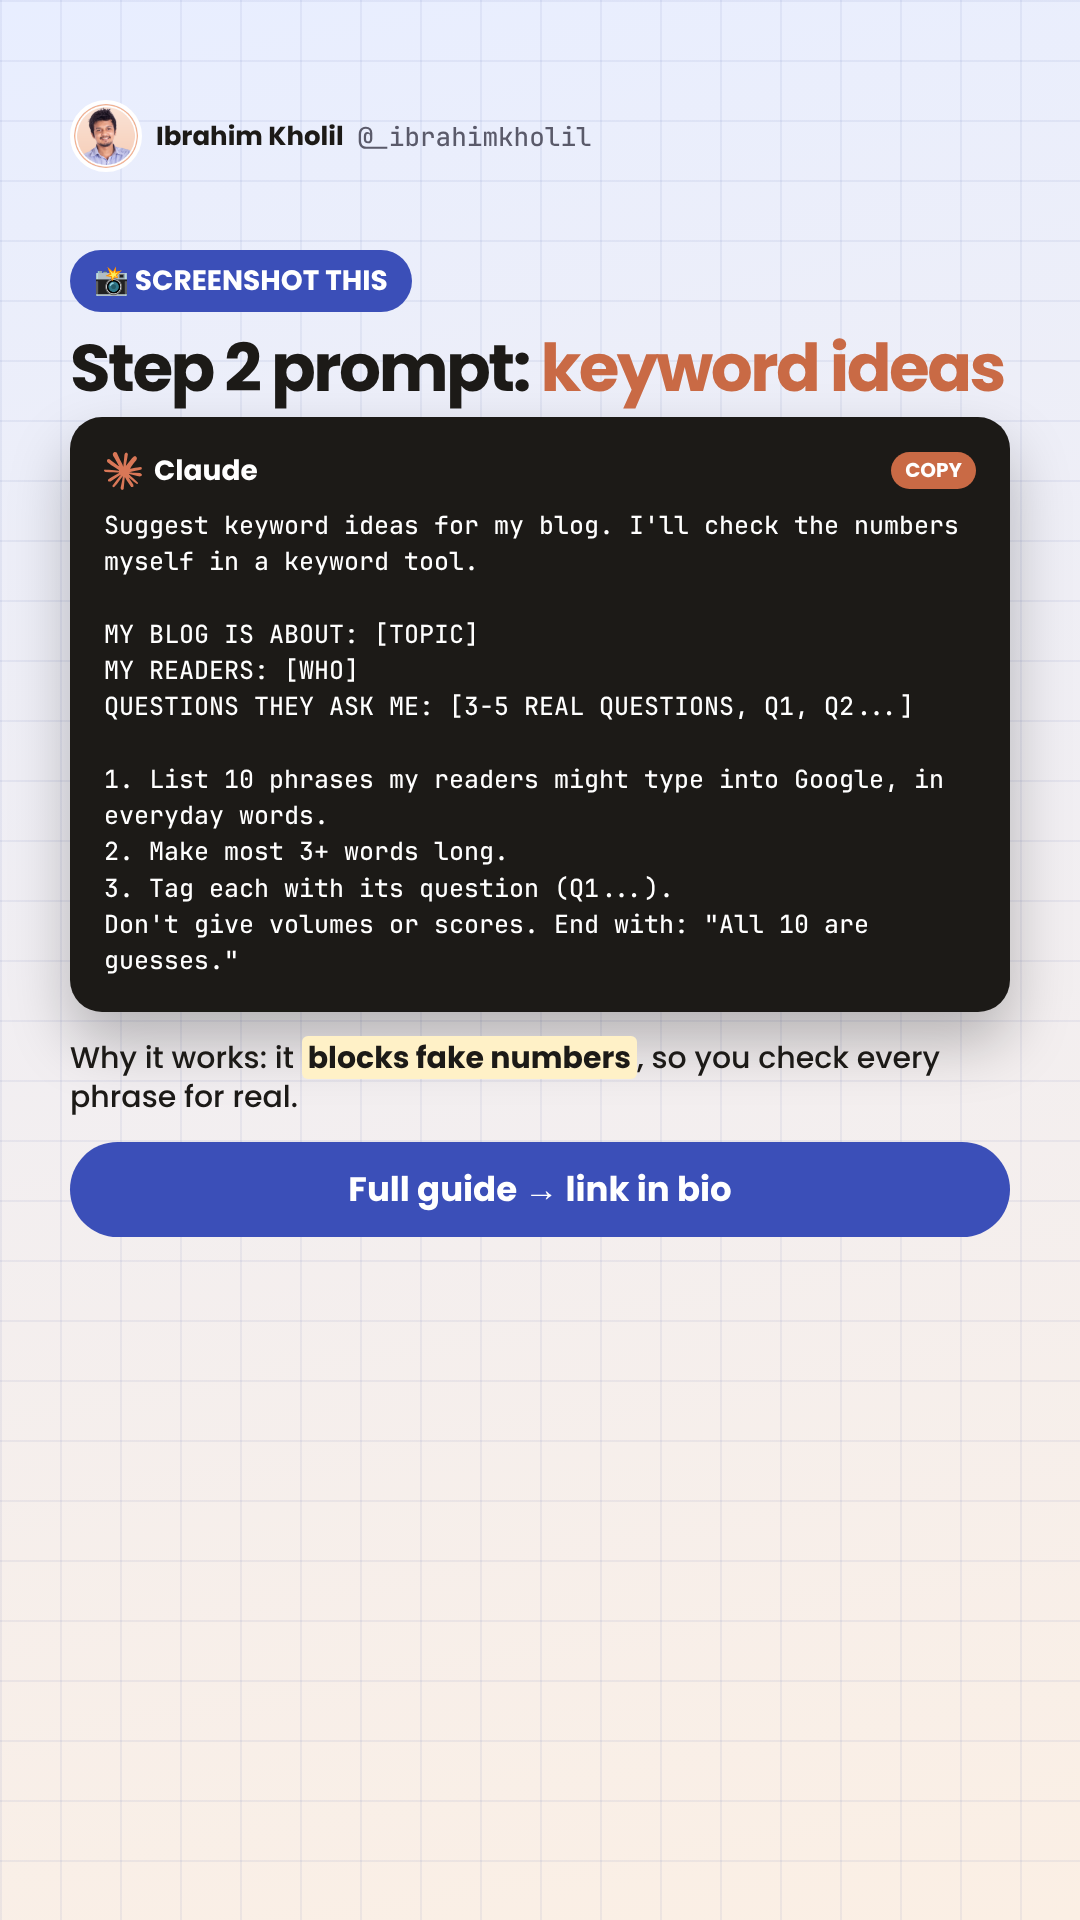 Ibrahim Kholil @_ibrahimkholil
📸 SCREENSHOT THIS
Step 2 prompt: keyword ideas
Claude
COPY
Suggest keyword ideas for my blog. I'll check the numbers
myself in a keyword tool.
MY BLOG IS ABOUT: [TOPIC]
MY READERS: [WHO]
QUESTIONS THEY ASK ME: [3-5 REAL QUESTIONS, Q1, Q2...]
1. List 10 phrases my readers might type into Google, in
everyday words.
2. Make most 3+ words long.
3. Tag each with its question (Q1...).
Don't give volumes or scores. End with: "All 10 are
guesses."
Why it works: it blocks fake numbers, so you check every
phrase for real.
Full guide → link in bio